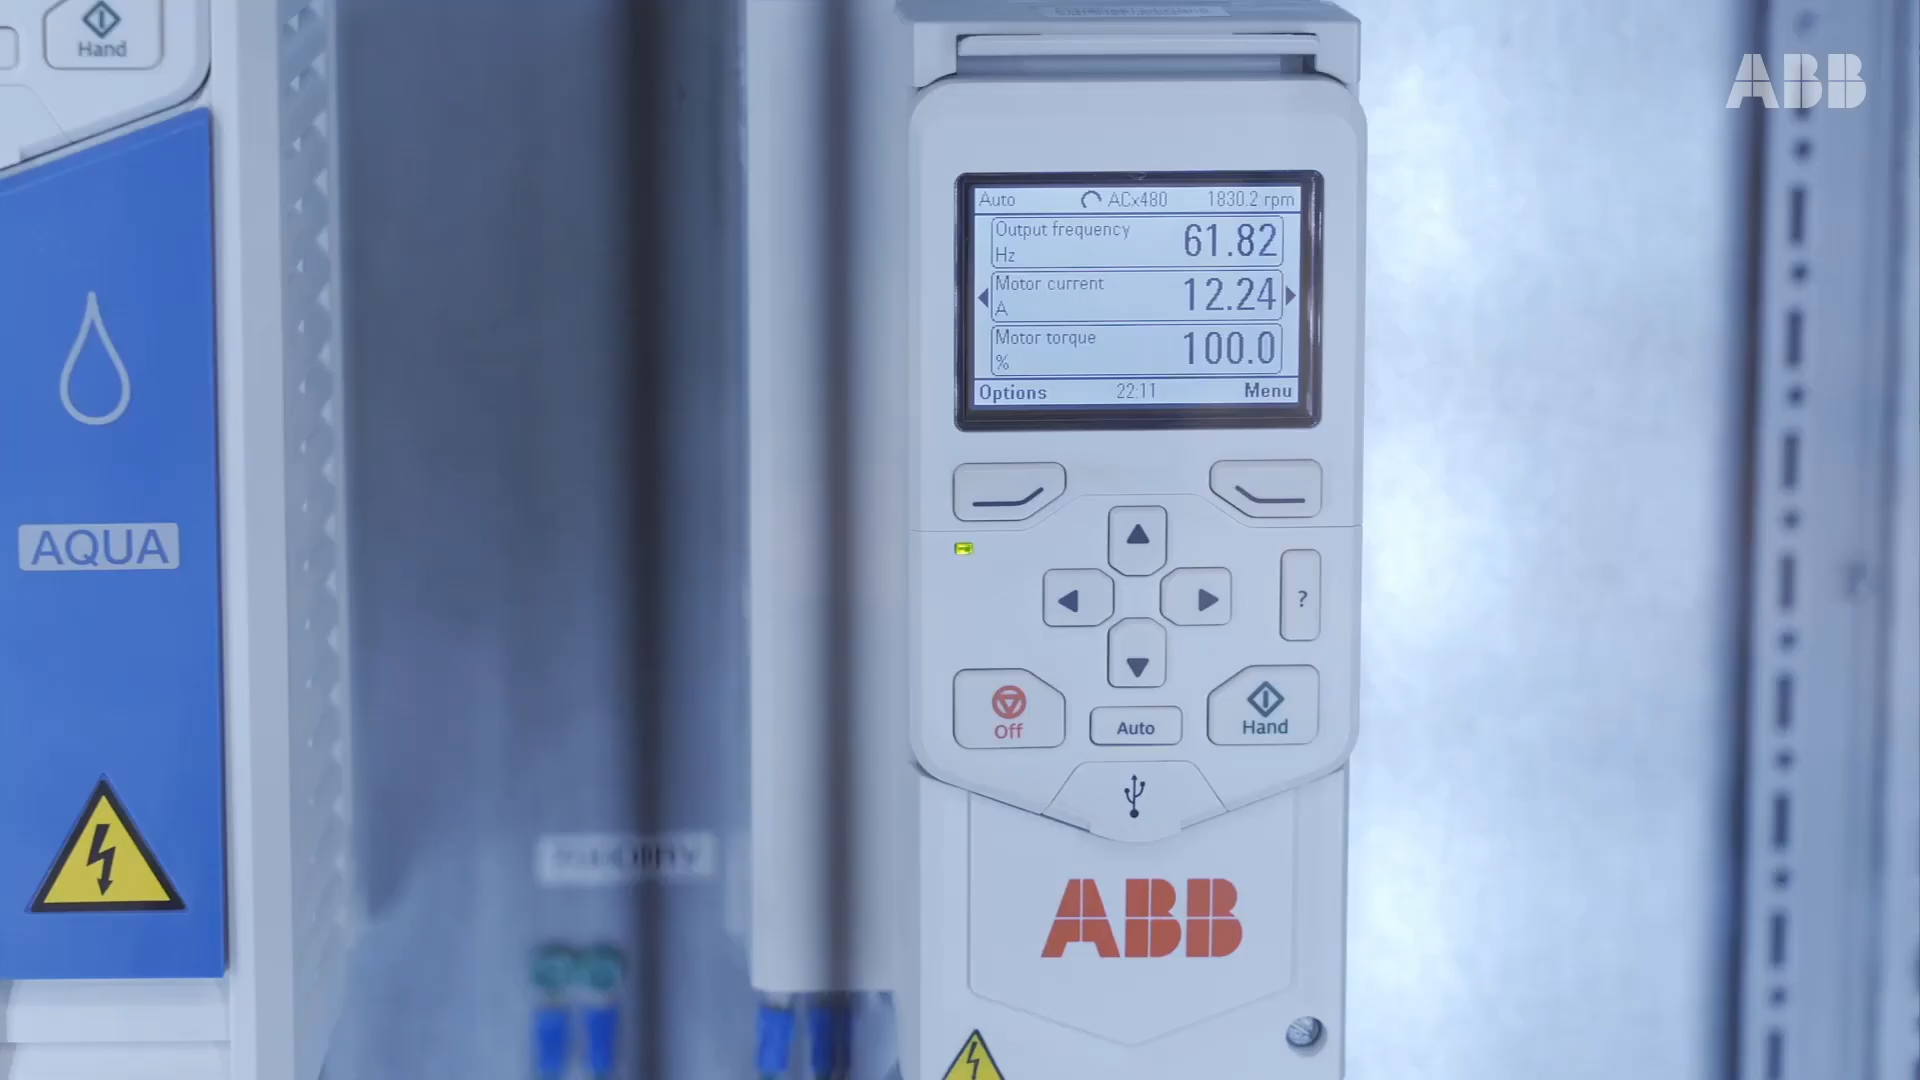 Hand
ABB
Auto ACx480 1830.2 rpm
Output frequency
Hz
61.82
Motor current
A
12.24
Motor torque
%
100.0
Options 22:11 Menu
AQUA
?
Off
Auto
Hand
ABB